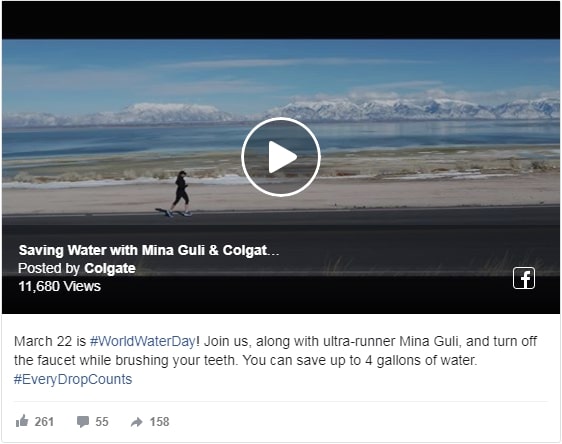 Saving Water with Mina Guli & Colgat...
Posted by Colgate
11,680 Views
March 22 is #WorldWaterDay! Join us, along with ultra-runner Mina Guli, and turn off
the faucet while brushing your teeth. You can save up to 4 gallons of water.
#EveryDropCounts
261 55 158